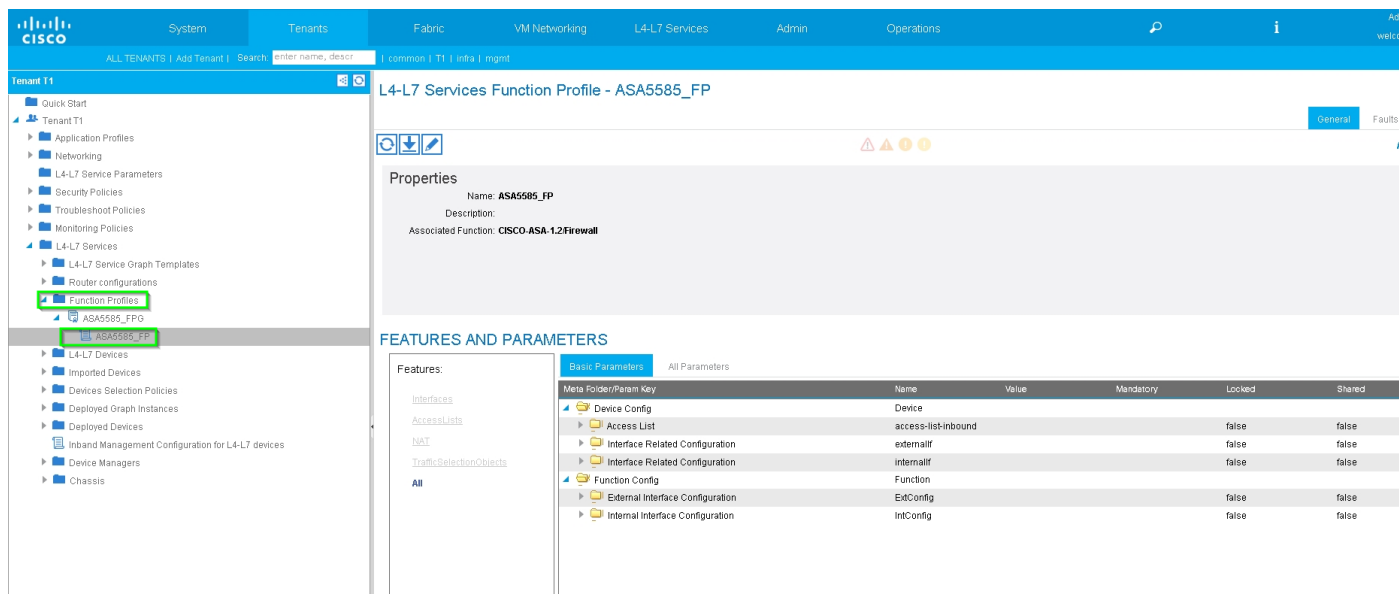 cisco
System Tenants Fabric VM Networking L4-L7 Services Admin Operations i
welco
ALL TENANTS | Add Tenant | Search: enter name, descr | common | T1 | infra | mgmt
Tenant T1
Quick Start
Tenant T1
Application Profiles
Networking
L4-L7 Service Parameters
Security Policies
Troubleshoot Policies
Monitoring Policies
L4-L7 Services
L4-L7 Service Graph Templates
Router configurations
Function Profiles
ASA5585_FPG
ASA5585_FP
L4-L7 Devices
Imported Devices
Devices Selection Policies
Deployed Graph Instances
Deployed Devices
Inband Management Configuration for L4-L7 devices
Device Managers
Chassis
L4-L7 Services Function Profile - ASA5585_FP
General Faults
Properties
Name: ASA5585_FP
Description:
Associated Function: CISCO-ASA-1.2/Firewall
FEATURES AND PARAMETERS
Features:
Interfaces
AccessLists
NAT
TrafficSelectionObjects
All
Basic Parameters All Parameters
Meta Folder/Param Key Name Value Mandatory Locked Shared
Device Config Device
Access List access-list-inbound false false
Interface Related Configuration externalIf false false
Interface Related Configuration internalIf false false
Function Config Function
External Interface Configuration ExtConfig false false
Internal Interface Configuration IntConfig false false